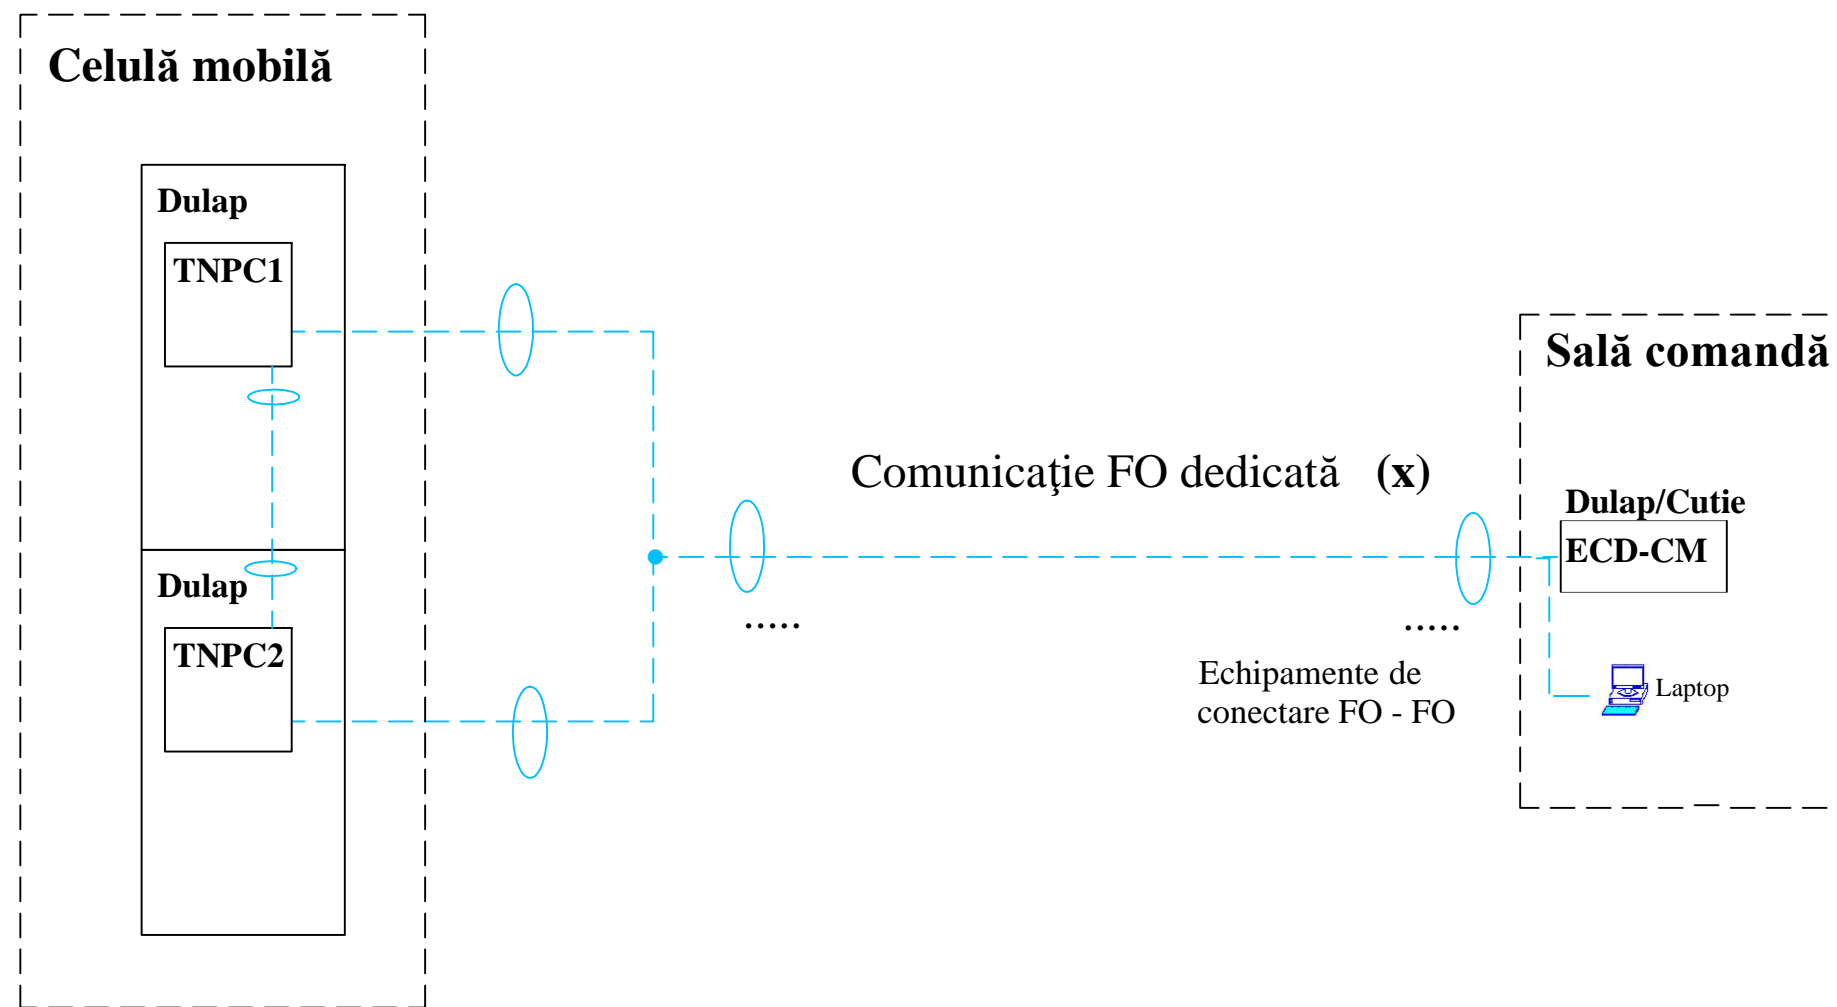 Celulă mobilă
Dulap
TNPC1
Dulap
TNPC2
Comunicaţie FO dedicată (x)
.....
.....
Echipamente de
conectare FO - FO
Sală comandă
Dulap/Cutie
ECD-CM
Laptop